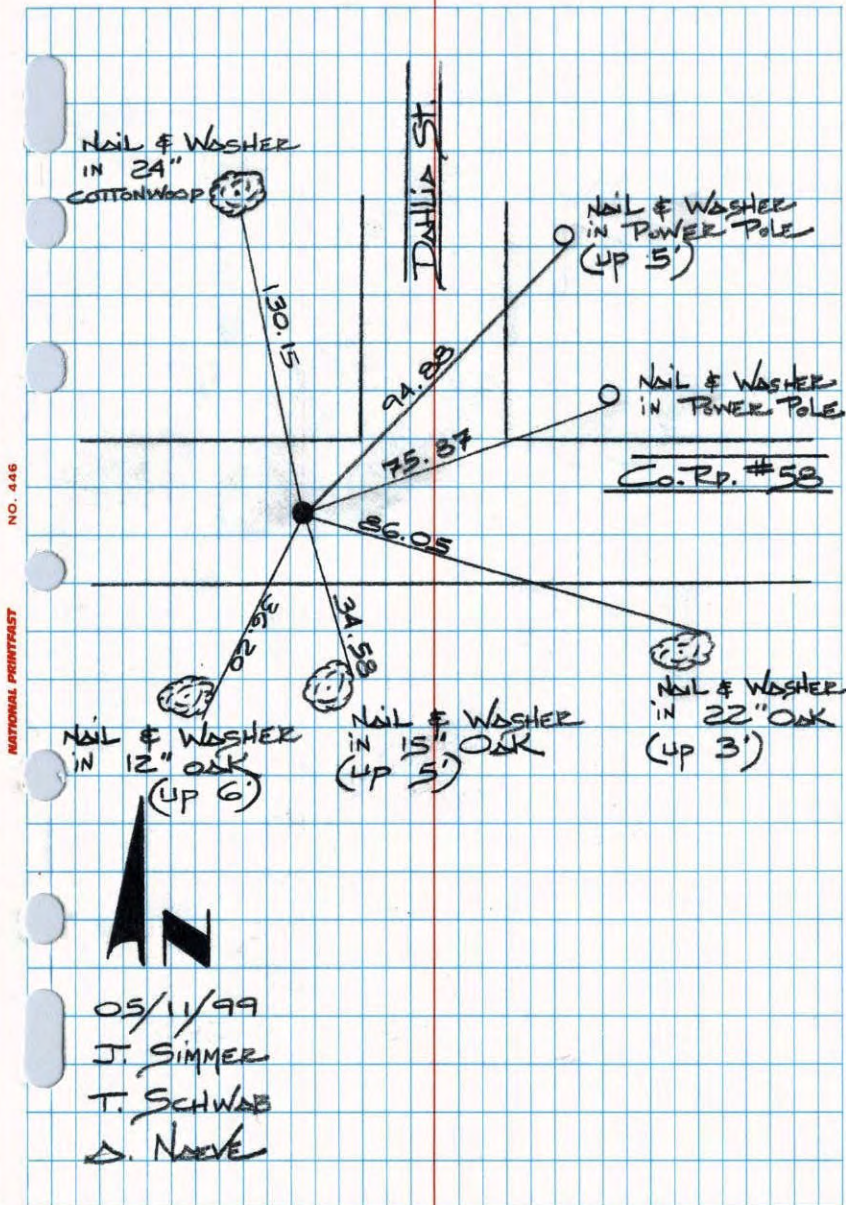 Nail & Washer
in 24"
Cottonwood
Dahlia St.
Nail & Washer
in Power Pole
(up 5')
130.15
94.88
Nail & Washer
in Power Pole
75.87
Co. Rd. #58
86.05
36.02
34.58
Nail & Washer
in 12" Oak
(up 6')
Nail & Washer
in 15" Oak
(up 5')
Nail & Washer
in 22" Oak
(up 3')
N
05/11/99
J. Simmer
T. Schwab
A. Naeve
NO. 446
NATIONAL PRINTFAST